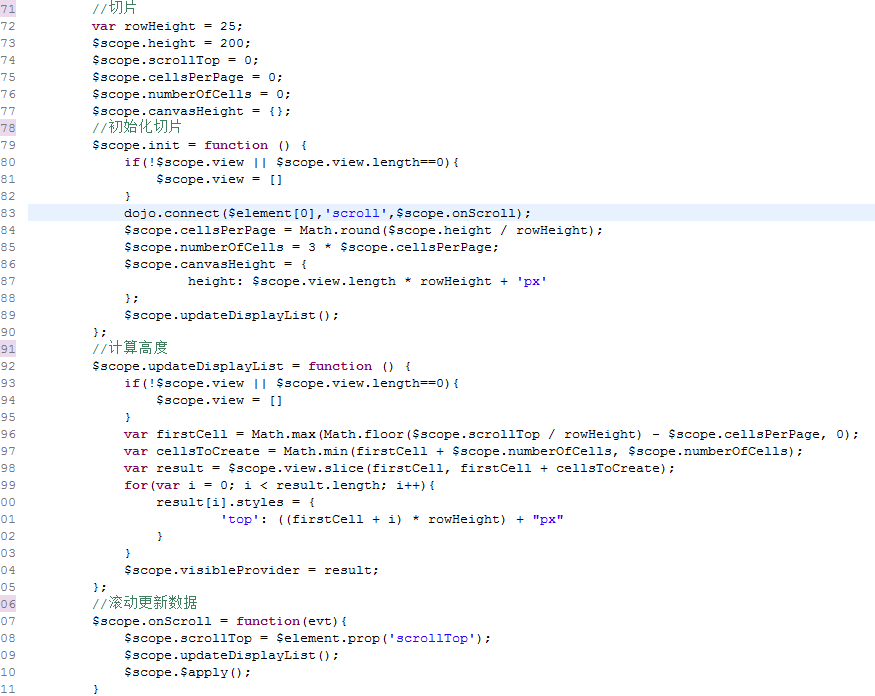 71 //切片
72 var rowHeight = 25;
73 $scope.height = 200;
74 $scope.scrollTop = 0;
75 $scope.cellsPerPage = 0;
76 $scope.numberOfCells = 0;
77 $scope.canvasHeight = {};
78 //初始化切片
79 $scope.init = function () {
80 if(!$scope.view || $scope.view.length==0){
81 $scope.view = []
82 }
83 dojo.connect($element[0],'scroll',$scope.onScroll);
84 $scope.cellsPerPage = Math.round($scope.height / rowHeight);
85 $scope.numberOfCells = 3 * $scope.cellsPerPage;
86 $scope.canvasHeight = {
87 height: $scope.view.length * rowHeight + 'px'
88 };
89 $scope.updateDisplayList();
90 };
91 //计算高度
92 $scope.updateDisplayList = function () {
93 if(!$scope.view || $scope.view.length==0){
94 $scope.view = []
95 }
96 var firstCell = Math.max(Math.floor($scope.scrollTop / rowHeight) - $scope.cellsPerPage, 0);
97 var cellsToCreate = Math.min(firstCell + $scope.numberOfCells, $scope.numberOfCells);
98 var result = $scope.view.slice(firstCell, firstCell + cellsToCreate);
99 for(var i = 0; i < result.length; i++){
00 result[i].styles = {
01 'top': ((firstCell + i) * rowHeight) + "px"
02 }
03 }
04 $scope.visibleProvider = result;
05 };
06 //滚动更新数据
07 $scope.onScroll = function(evt){
08 $scope.scrollTop = $element.prop('scrollTop');
09 $scope.updateDisplayList();
10 $scope.$apply();
11 }